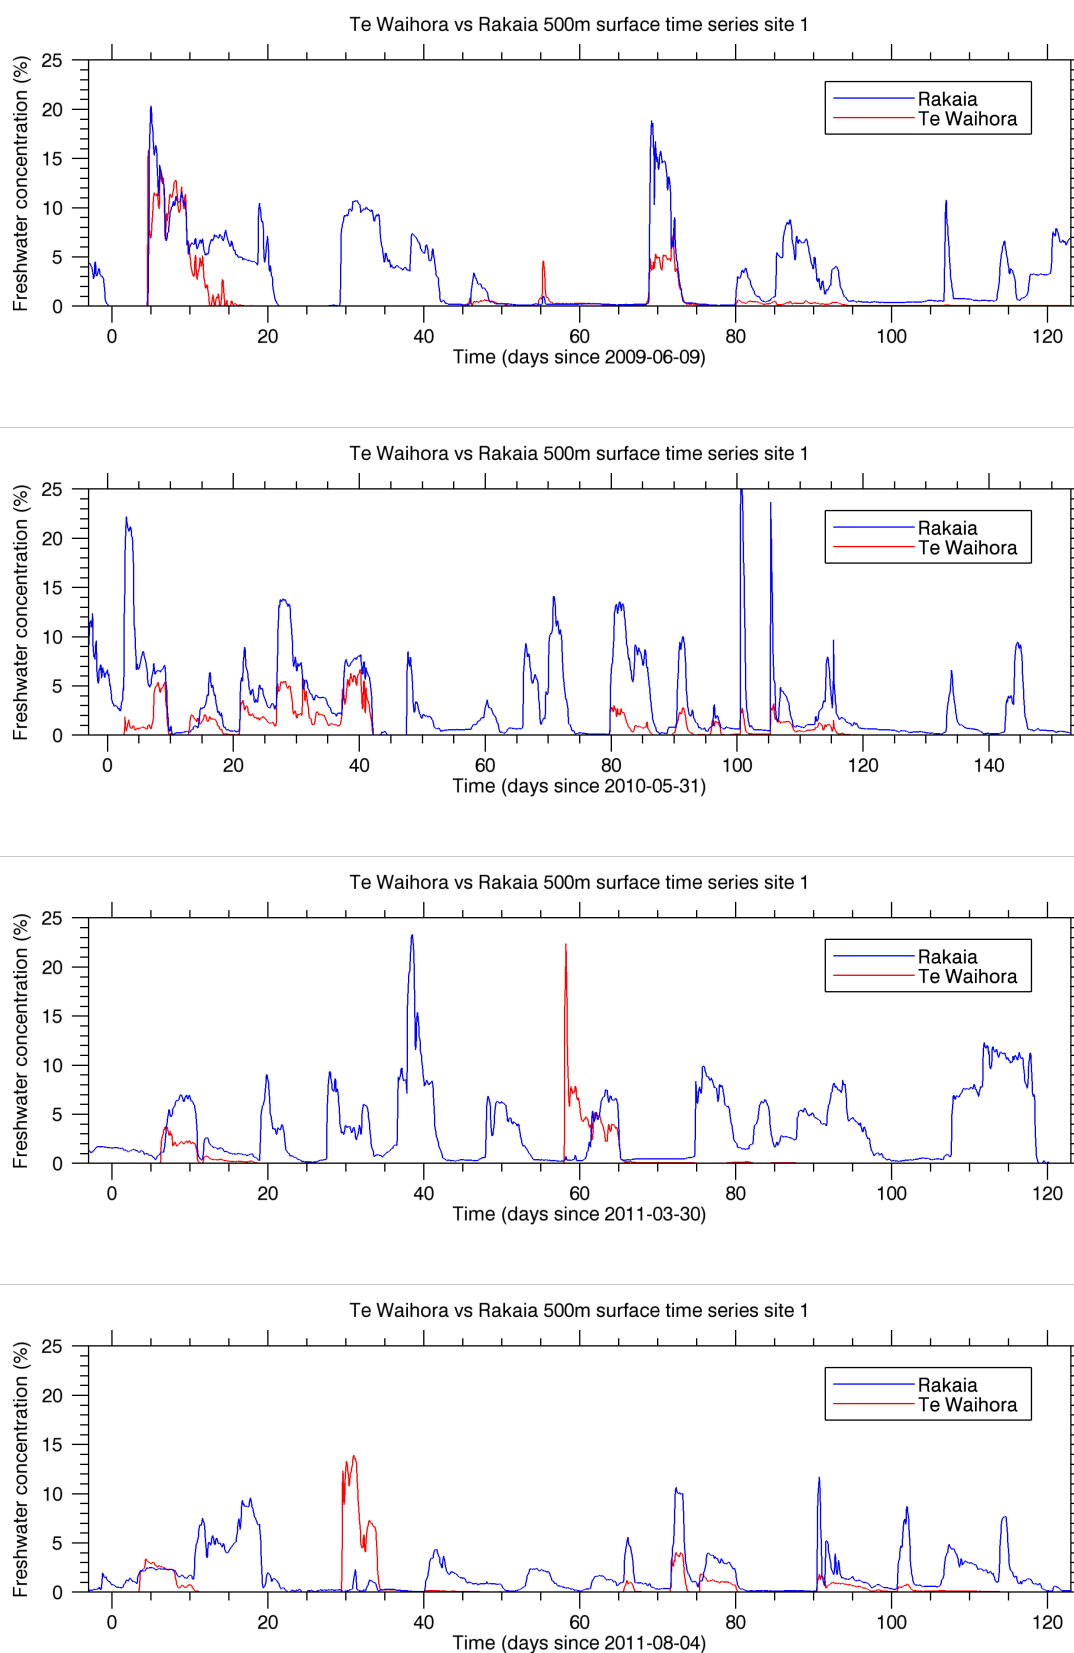 Te Waihora vs Rakaia 500m surface time series site 1
Freshwater concentration (%)
25
20
15
10
5
0
Rakaia
Te Waihora
0 20 40 60 80 100 120
Time (days since 2009-06-09)
Te Waihora vs Rakaia 500m surface time series site 1
Freshwater concentration (%)
25
20
15
10
5
0
Rakaia
Te Waihora
0 20 40 60 80 100 120 140
Time (days since 2010-05-31)
Te Waihora vs Rakaia 500m surface time series site 1
Freshwater concentration (%)
25
20
15
10
5
0
Rakaia
Te Waihora
0 20 40 60 80 100 120
Time (days since 2011-03-30)
Te Waihora vs Rakaia 500m surface time series site 1
Freshwater concentration (%)
25
20
15
10
5
0
Rakaia
Te Waihora
0 20 40 60 80 100 120
Time (days since 2011-08-04)